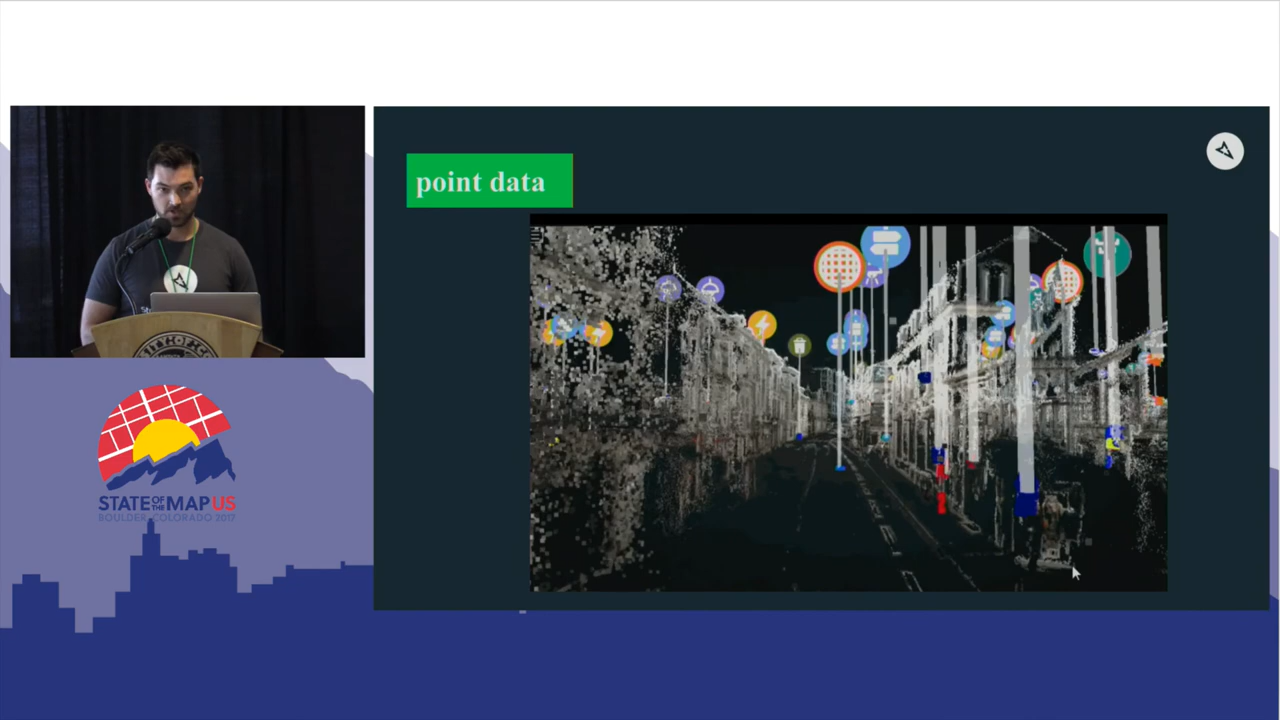 point data
STATE OF THE MAP US
BOULDER, COLORADO 2017